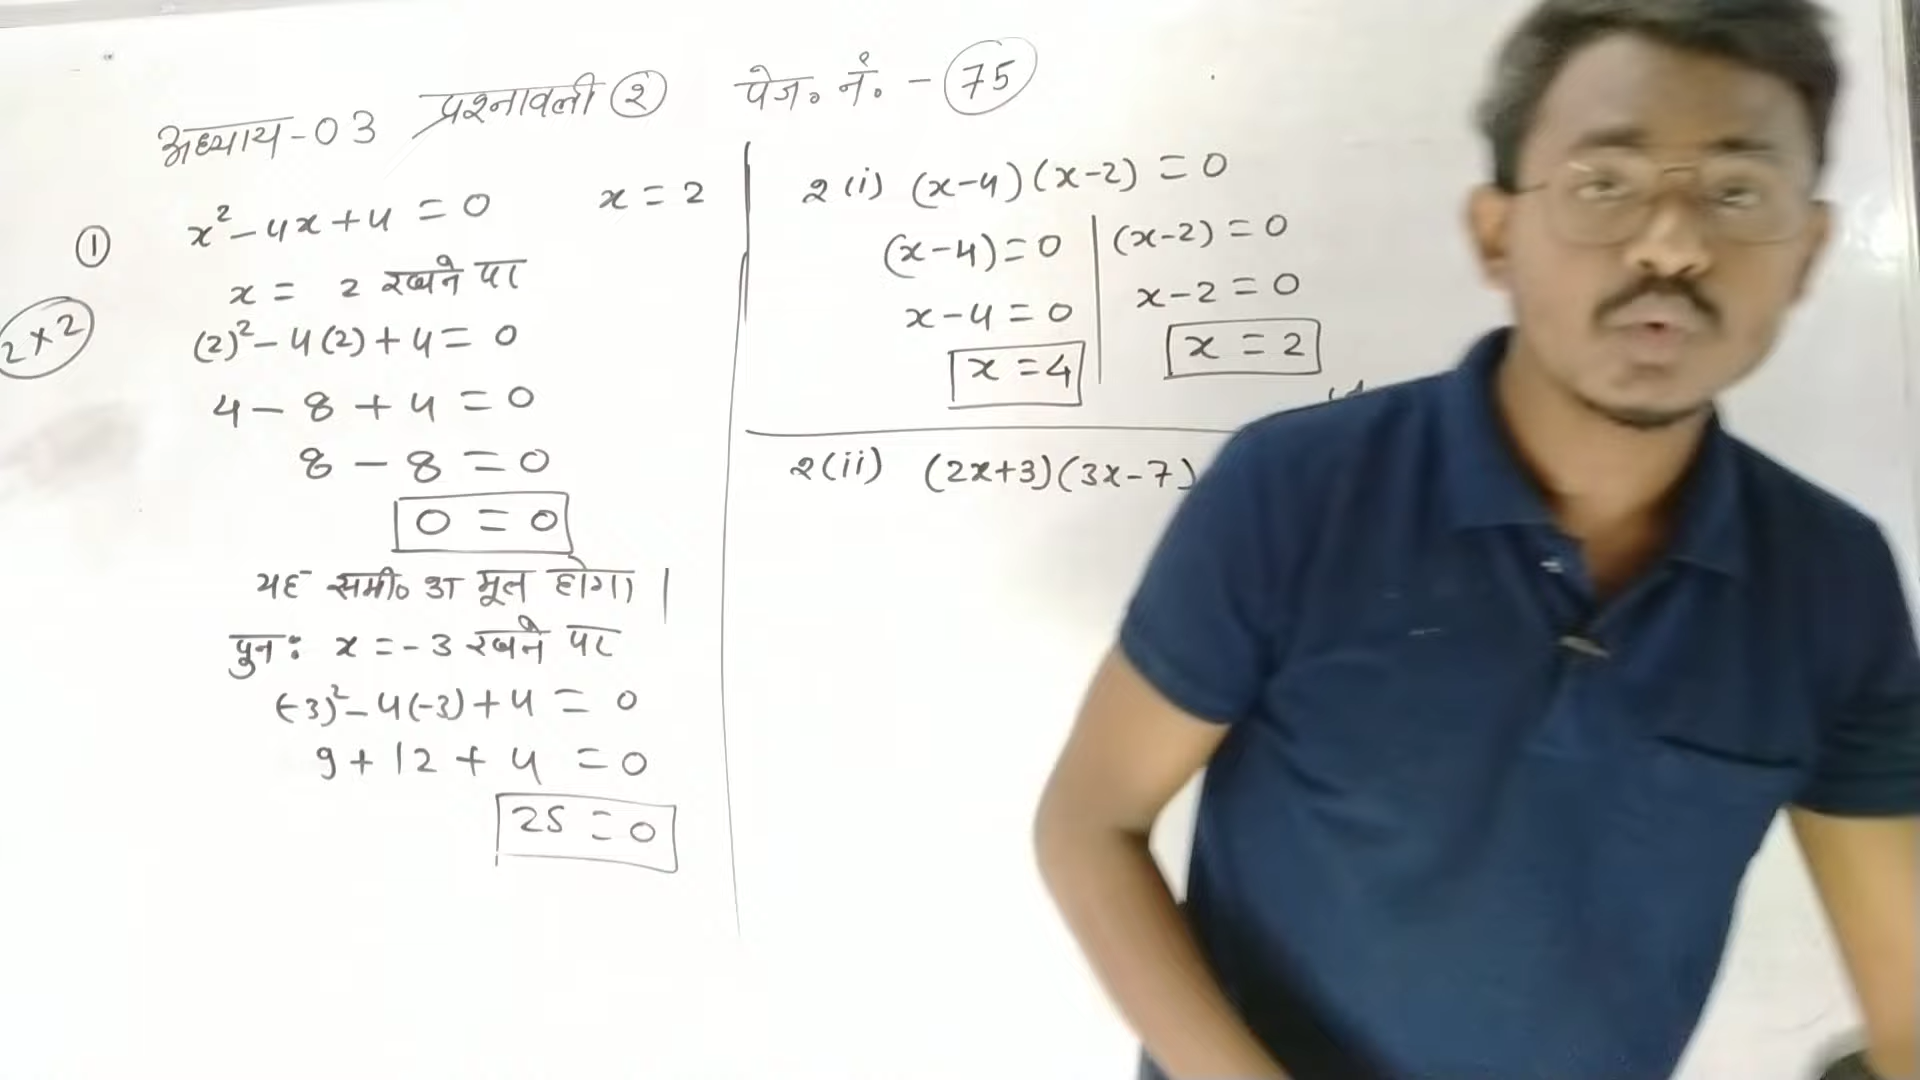 अध्याय-03 प्रश्नावली २ पेज॰ नं॰ - 75
① x² - 4x + 4 = 0 x = 2
x = 2 रखने पर
2×2
(2)² - 4(2) + 4 = 0
4 - 8 + 4 = 0
8 - 8 = 0
0 = 0
यह समी॰ का मूल होगा।
पुनः x = -3 रखने पर
(-3)² - 4(-3) + 4 = 0
9 + 12 + 4 = 0
25 = 0
2(i) (x-4)(x-2) = 0
(x-4) = 0 (x-2) = 0
x - 4 = 0 x - 2 = 0
x = 4 x = 2
2(ii) (2x+3)(3x-7)